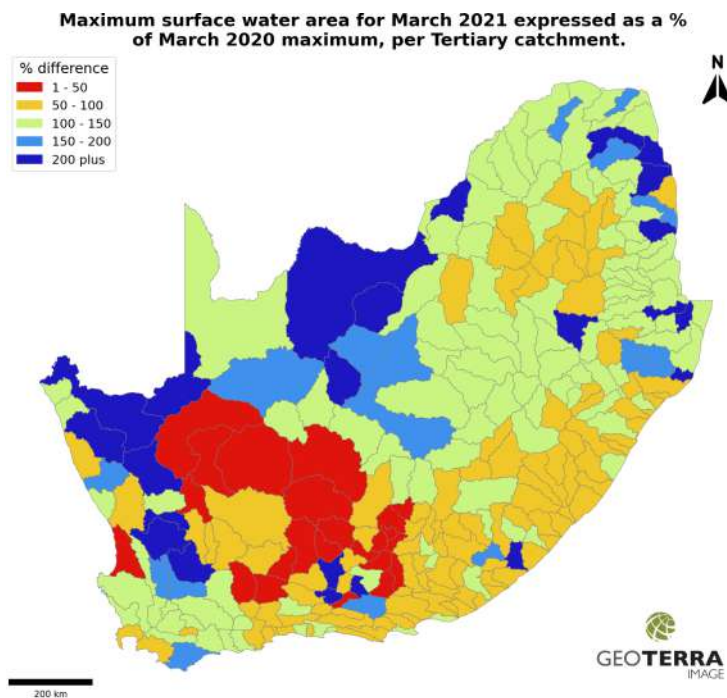 Maximum surface water area for March 2021 expressed as a %
of March 2020 maximum, per Tertiary catchment.
% difference
1 - 50
50 - 100
100 - 150
150 - 200
200 plus
N
GEOTERRA
IMAGE
200 km